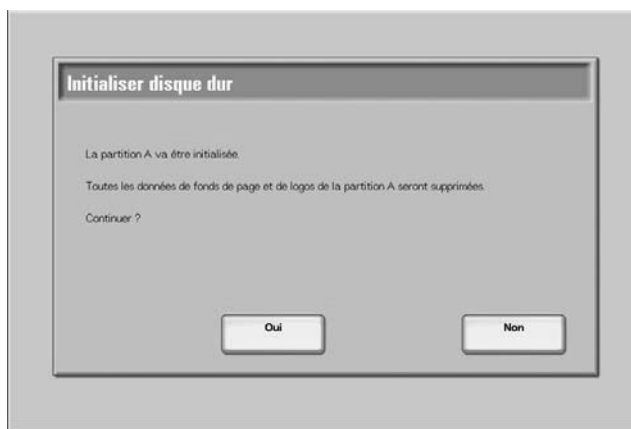 Initialiser disque dur
La partition A va être initialisée.
Toutes les données de fonds de page et de logos de la partition A seront supprimées.
Continuer ?
Oui
Non